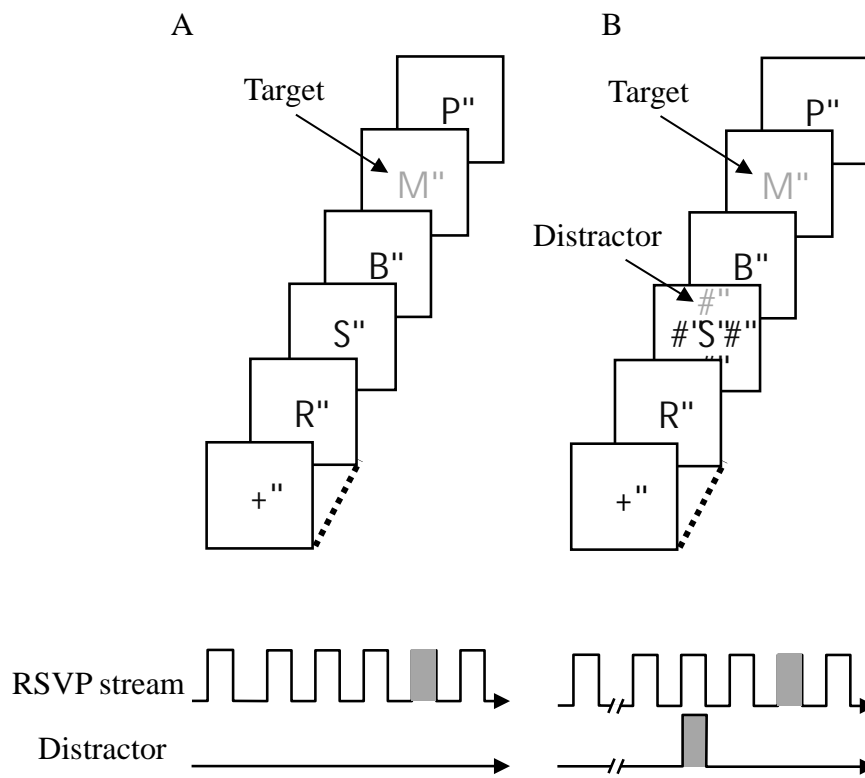 A
B
Target
Target
P"
P"
M"
M"
Distractor
B"
B"
#"
S"
#"S"#"
#"
R"
R"
+"
+"
RSVP stream
Distractor